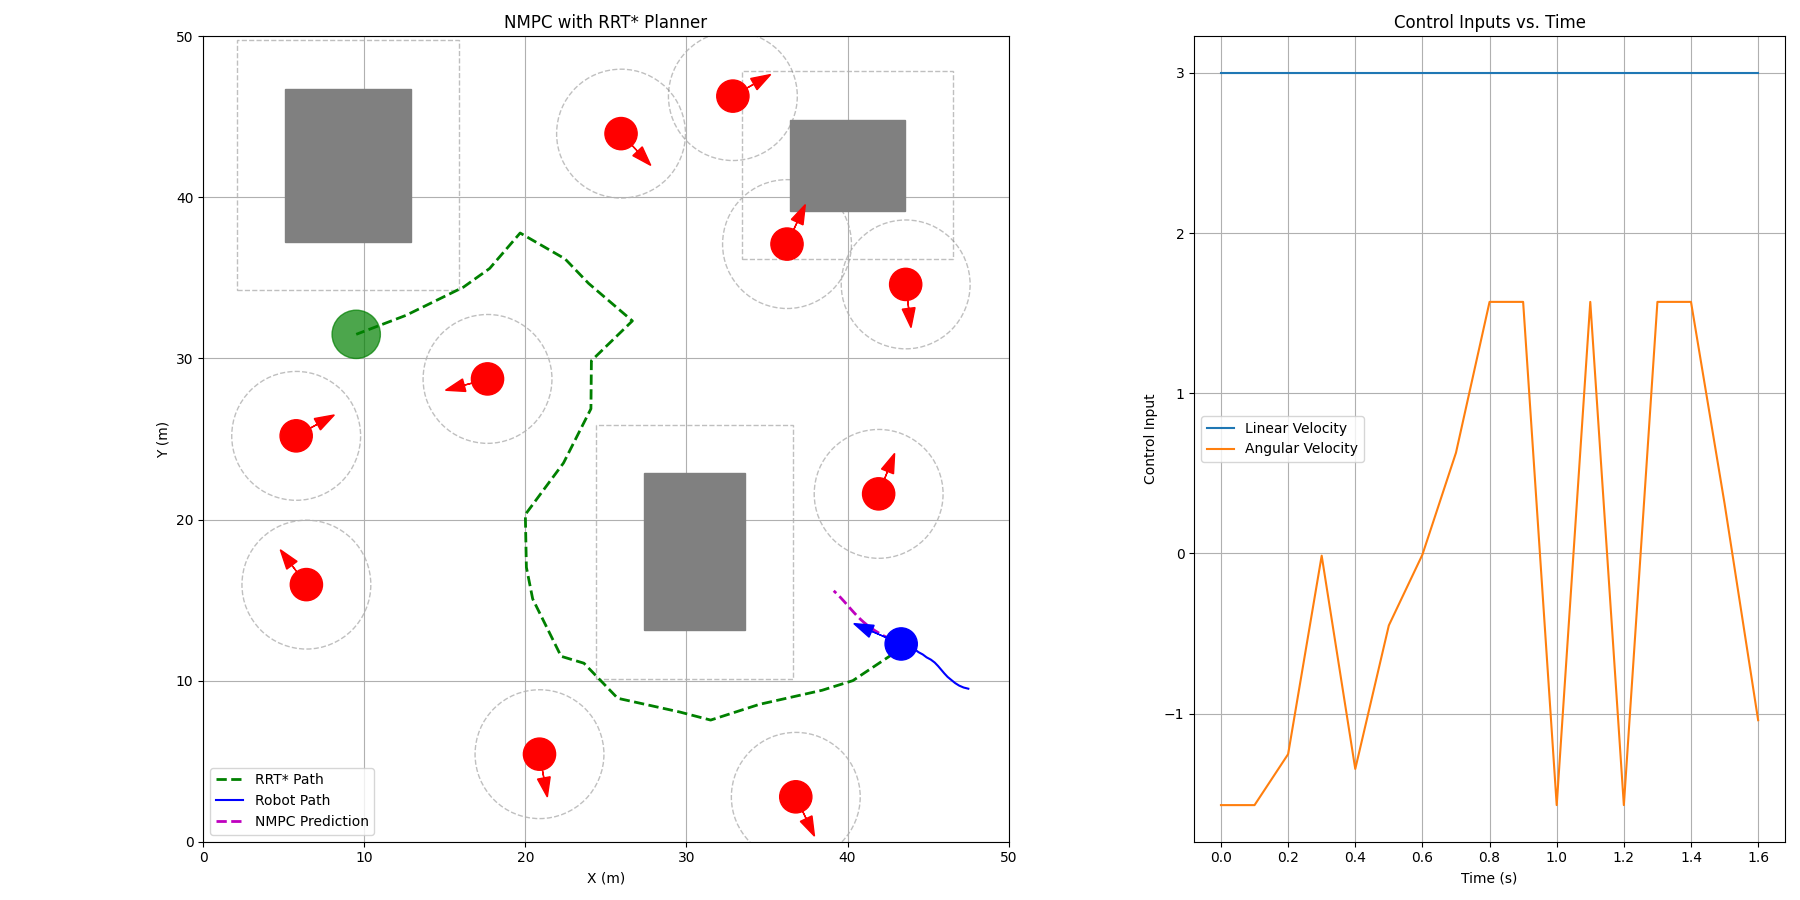 NMPC with RRT* Planner
50
40
30
20
10
0
Y (m)
RRT* Path
Robot Path
NMPC Prediction
0 10 20 30 40 50
X (m)
Control Inputs vs. Time
3
2
1
0
−1
Control Input
Linear Velocity
Angular Velocity
0.0 0.2 0.4 0.6 0.8 1.0 1.2 1.4 1.6
Time (s)